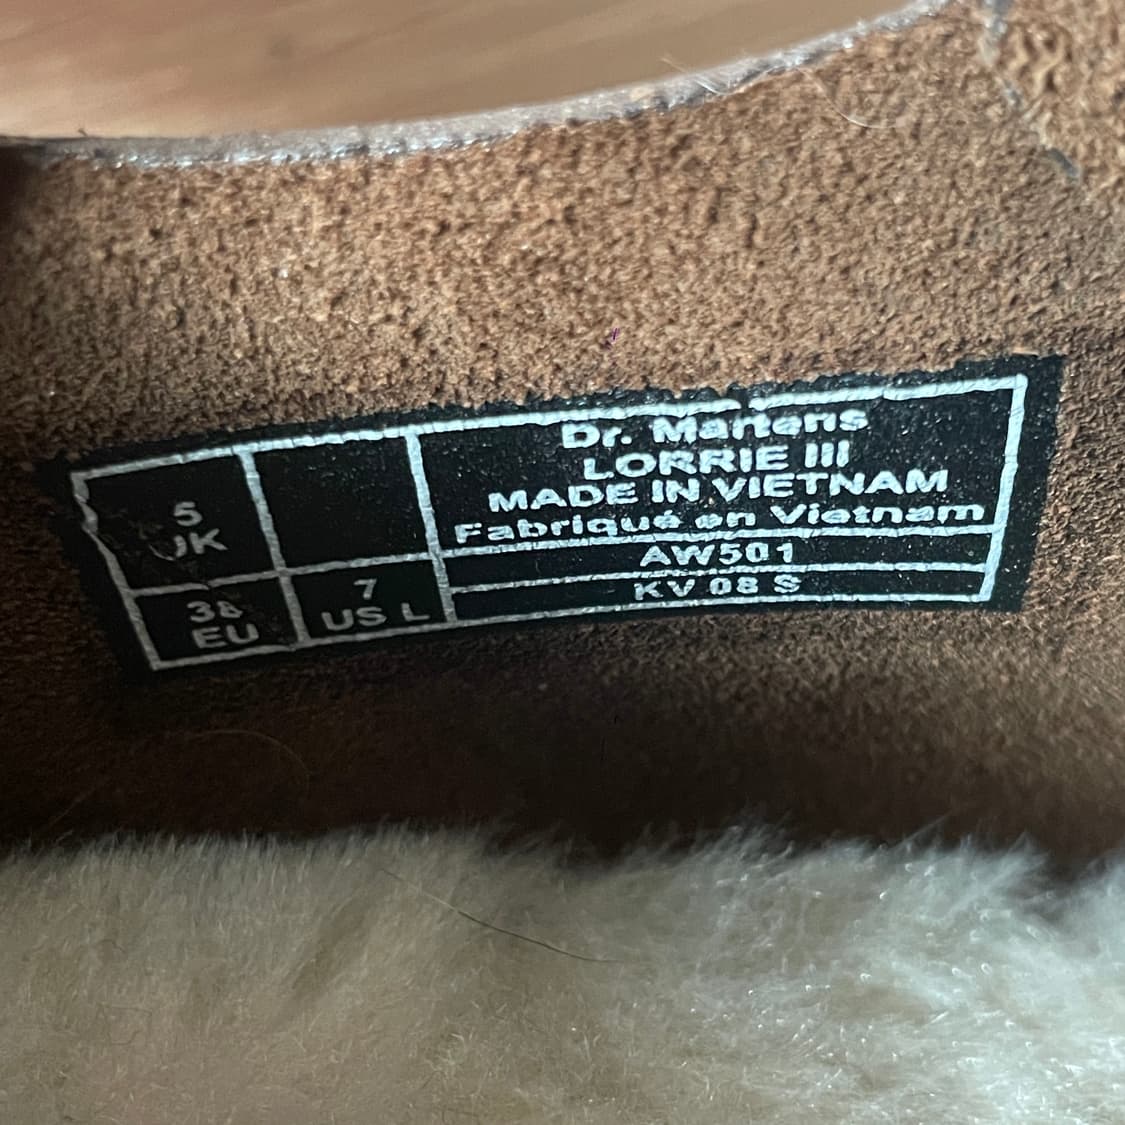 5
UK
38
EU
7
US L
Dr. Martens
LORRIE III
MADE IN VIETNAM
Fabriqué en Vietnam
AW501
KV 08 S